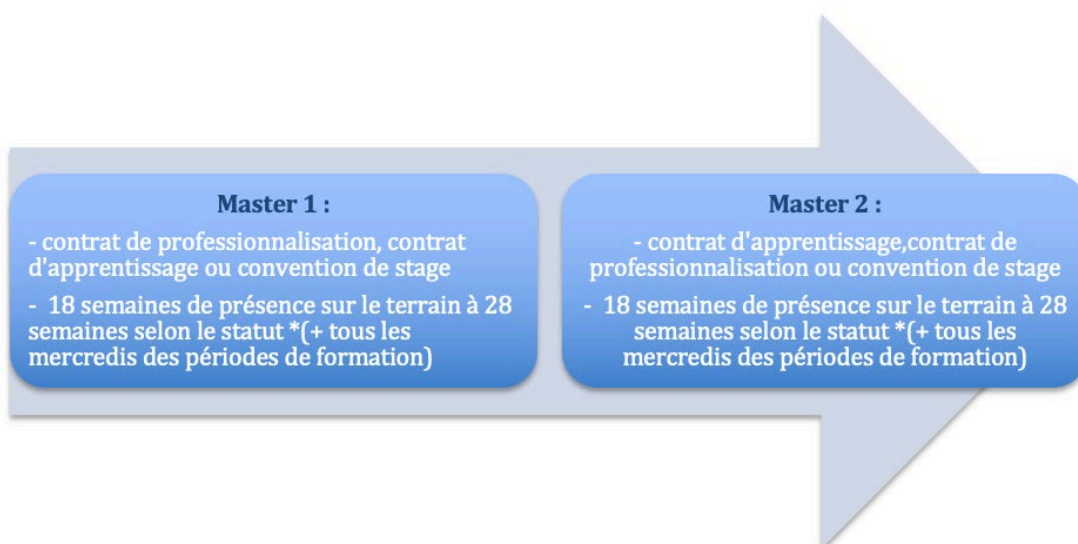 Master 1 :
- contrat de professionnalisation, contrat
d'apprentissage ou convention de stage
- 18 semaines de présence sur le terrain à 28
semaines selon le statut *(+ tous les
mercredis des périodes de formation)
Master 2 :
- contrat d'apprentissage,contrat de
professionnalisation ou convention de stage
- 18 semaines de présence sur le terrain à 28
semaines selon le statut *(+ tous les
mercredis des périodes de formation)